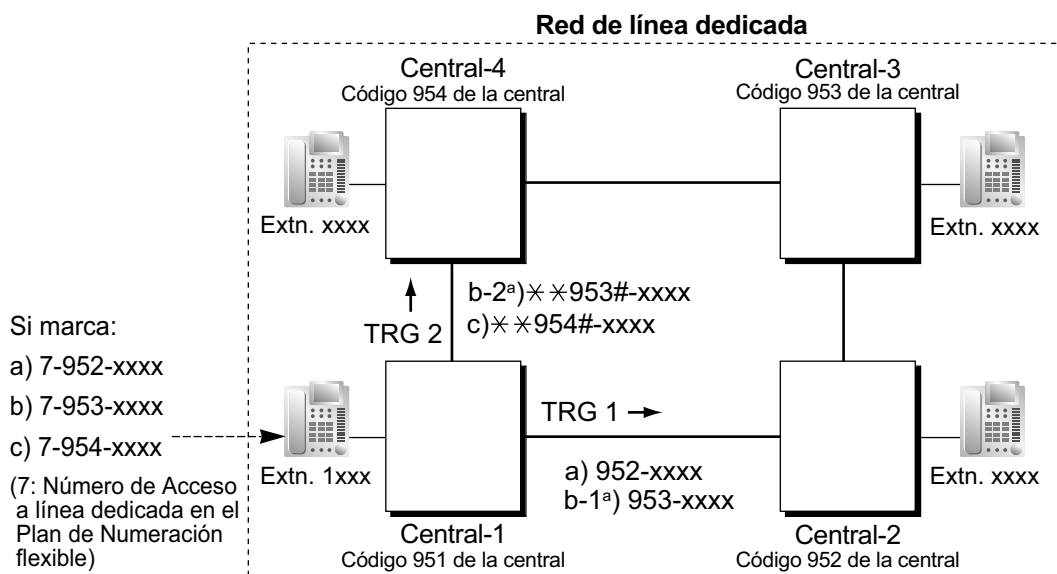 Red de línea dedicada
Central-4
Código 954 de la central
Central-3
Código 953 de la central
Extn. xxxx
Extn. xxxx
b-2ᵃ)✳✳953#-xxxx
c)✳✳954#-xxxx
TRG 2
Si marca:
a) 7-952-xxxx
b) 7-953-xxxx
c) 7-954-xxxx
(7: Número de Acceso
a línea dedicada en el
Plan de Numeración
flexible)
TRG 1
Extn. 1xxx
a) 952-xxxx
b-1ᵃ) 953-xxxx
Extn. xxxx
Central-1
Código 951 de la central
Central-2
Código 952 de la central